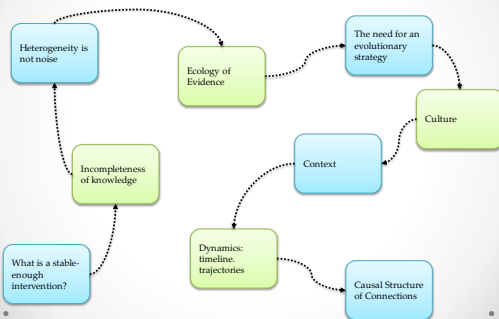 Heterogeneity is
not noise
Ecology of
Evidence
The need for an
evolutionary
strategy
Culture
Context
Incompleteness
of knowledge
What is a stable-
enough
intervention?
Dynamics:
timeline.
trajectories
Causal Structure
of Connections